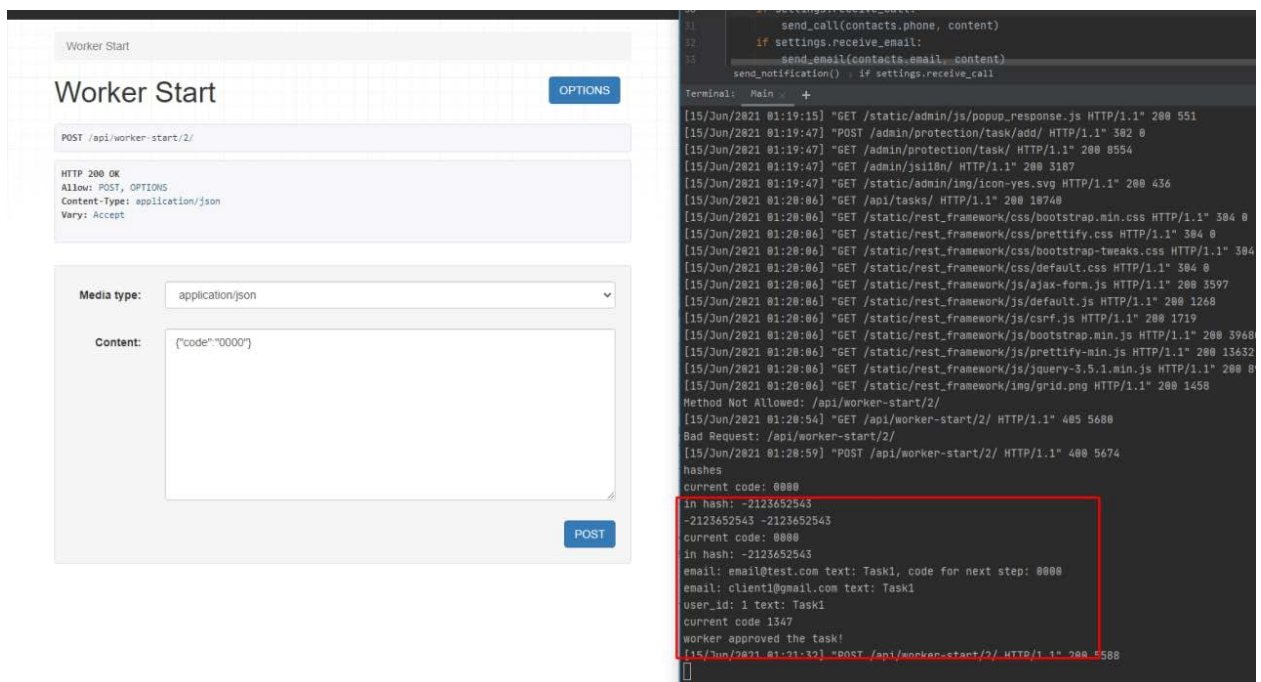 Worker Start
Worker Start
OPTIONS
POST /api/worker-start/2/
HTTP 200 OK
Allow: POST, OPTIONS
Content-Type: application/json
Vary: Accept
Media type:
application/json
Content:
{"code":"0000"}
POST
31
send_call(contacts.phone, content)
32
if settings.receive_email:
33
send_email(contacts.email, content)
send_notification() › if settings.receive_call
Terminal: Main × +
[15/Jun/2021 01:19:15] "GET /static/admin/js/popup_response.js HTTP/1.1" 200 551
[15/Jun/2021 01:19:47] "POST /admin/protection/task/add/ HTTP/1.1" 302 0
[15/Jun/2021 01:19:47] "GET /admin/protection/task/ HTTP/1.1" 200 8554
[15/Jun/2021 01:19:47] "GET /admin/jsi18n/ HTTP/1.1" 200 3187
[15/Jun/2021 01:19:47] "GET /static/admin/img/icon-yes.svg HTTP/1.1" 200 436
[15/Jun/2021 01:20:06] "GET /api/tasks/ HTTP/1.1" 200 10740
[15/Jun/2021 01:20:06] "GET /static/rest_framework/css/bootstrap.min.css HTTP/1.1" 304 0
[15/Jun/2021 01:20:06] "GET /static/rest_framework/css/prettify.css HTTP/1.1" 304 0
[15/Jun/2021 01:20:06] "GET /static/rest_framework/css/bootstrap-tweaks.css HTTP/1.1" 304
[15/Jun/2021 01:20:06] "GET /static/rest_framework/css/default.css HTTP/1.1" 304 0
[15/Jun/2021 01:20:06] "GET /static/rest_framework/js/ajax-form.js HTTP/1.1" 200 3597
[15/Jun/2021 01:20:06] "GET /static/rest_framework/js/default.js HTTP/1.1" 200 1268
[15/Jun/2021 01:20:06] "GET /static/rest_framework/js/csrf.js HTTP/1.1" 200 1719
[15/Jun/2021 01:20:06] "GET /static/rest_framework/js/bootstrap.min.js HTTP/1.1" 200 3968
[15/Jun/2021 01:20:06] "GET /static/rest_framework/js/prettify-min.js HTTP/1.1" 200 13632
[15/Jun/2021 01:20:06] "GET /static/rest_framework/js/jquery-3.5.1.min.js HTTP/1.1" 200 8
[15/Jun/2021 01:20:06] "GET /static/rest_framework/img/grid.png HTTP/1.1" 200 1458
Method Not Allowed: /api/worker-start/2/
[15/Jun/2021 01:20:54] "GET /api/worker-start/2/ HTTP/1.1" 405 5680
Bad Request: /api/worker-start/2/
[15/Jun/2021 01:20:59] "POST /api/worker-start/2/ HTTP/1.1" 400 5674
hashes
current code: 0000
in hash: -2123652543
-2123652543 -2123652543
current code: 0000
in hash: -2123652543
email: email@test.com text: Task1, code for next step: 0000
email: client1@gmail.com text: Task1
user_id: 1 text: Task1
current code 1347
worker approved the task!
[15/Jun/2021 01:21:32] "POST /api/worker-start/2/ HTTP/1.1" 200 5588